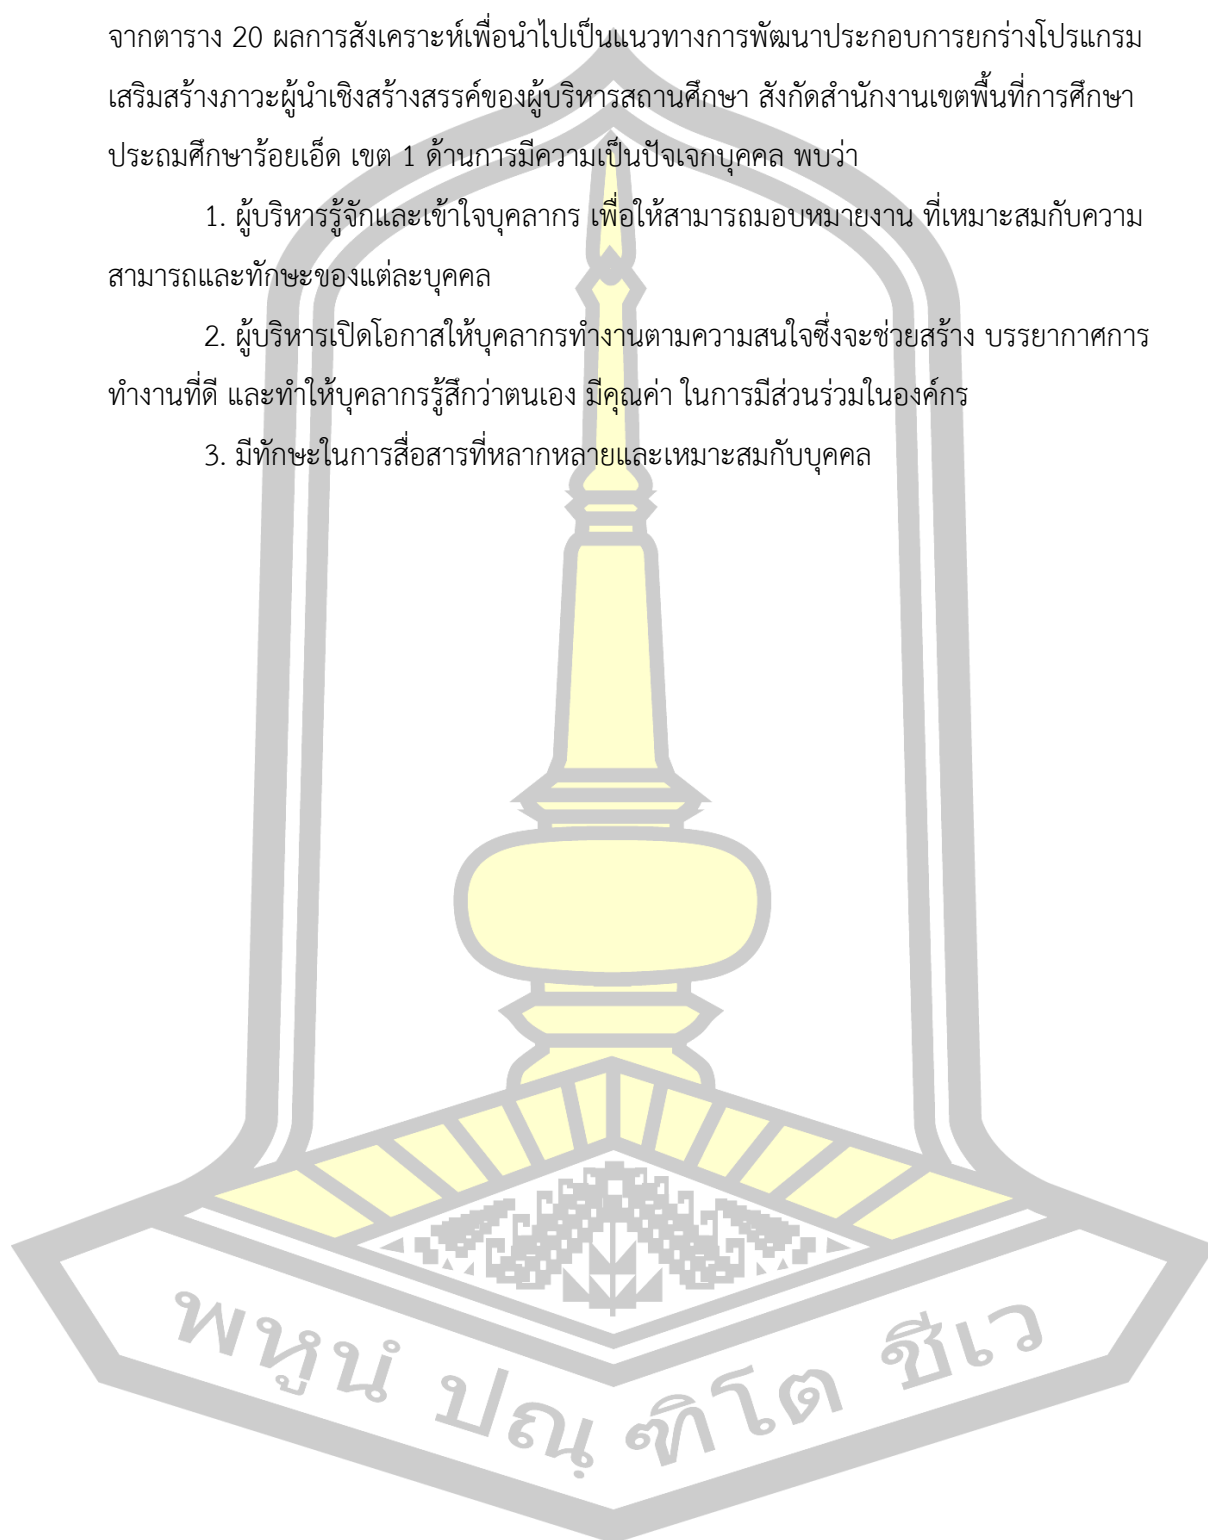 จากตาราง 20 ผลการสังเคราะห์เพื่อนำไปเป็นแนวทางการพัฒนาประกอบการยกร่างโปรแกรม
เสริมสร้างภาวะผู้นำเชิงสร้างสรรค์ของผู้บริหารสถานศึกษา สังกัดสำนักงานเขตพื้นที่การศึกษา
ประถมศึกษาร้อยเอ็ด เขต 1 ด้านการมีความเป็นปัจเจกบุคคล พบว่า
1. ผู้บริหารรู้จักและเข้าใจบุคลากร เพื่อให้สามารถมอบหมายงาน ที่เหมาะสมกับความ
สามารถและทักษะของแต่ละบุคคล
2. ผู้บริหารเปิดโอกาสให้บุคลากรทำงานตามความสนใจซึ่งจะช่วยสร้าง บรรยากาศการ
ทำงานที่ดี และทำให้บุคลากรรู้สึกว่าตนเอง มีคุณค่า ในการมีส่วนร่วมในองค์กร
3. มีทักษะในการสื่อสารที่หลากหลายและเหมาะสมกับบุคคล
พหูนํ ปณฺ ฑิโต ชีเว